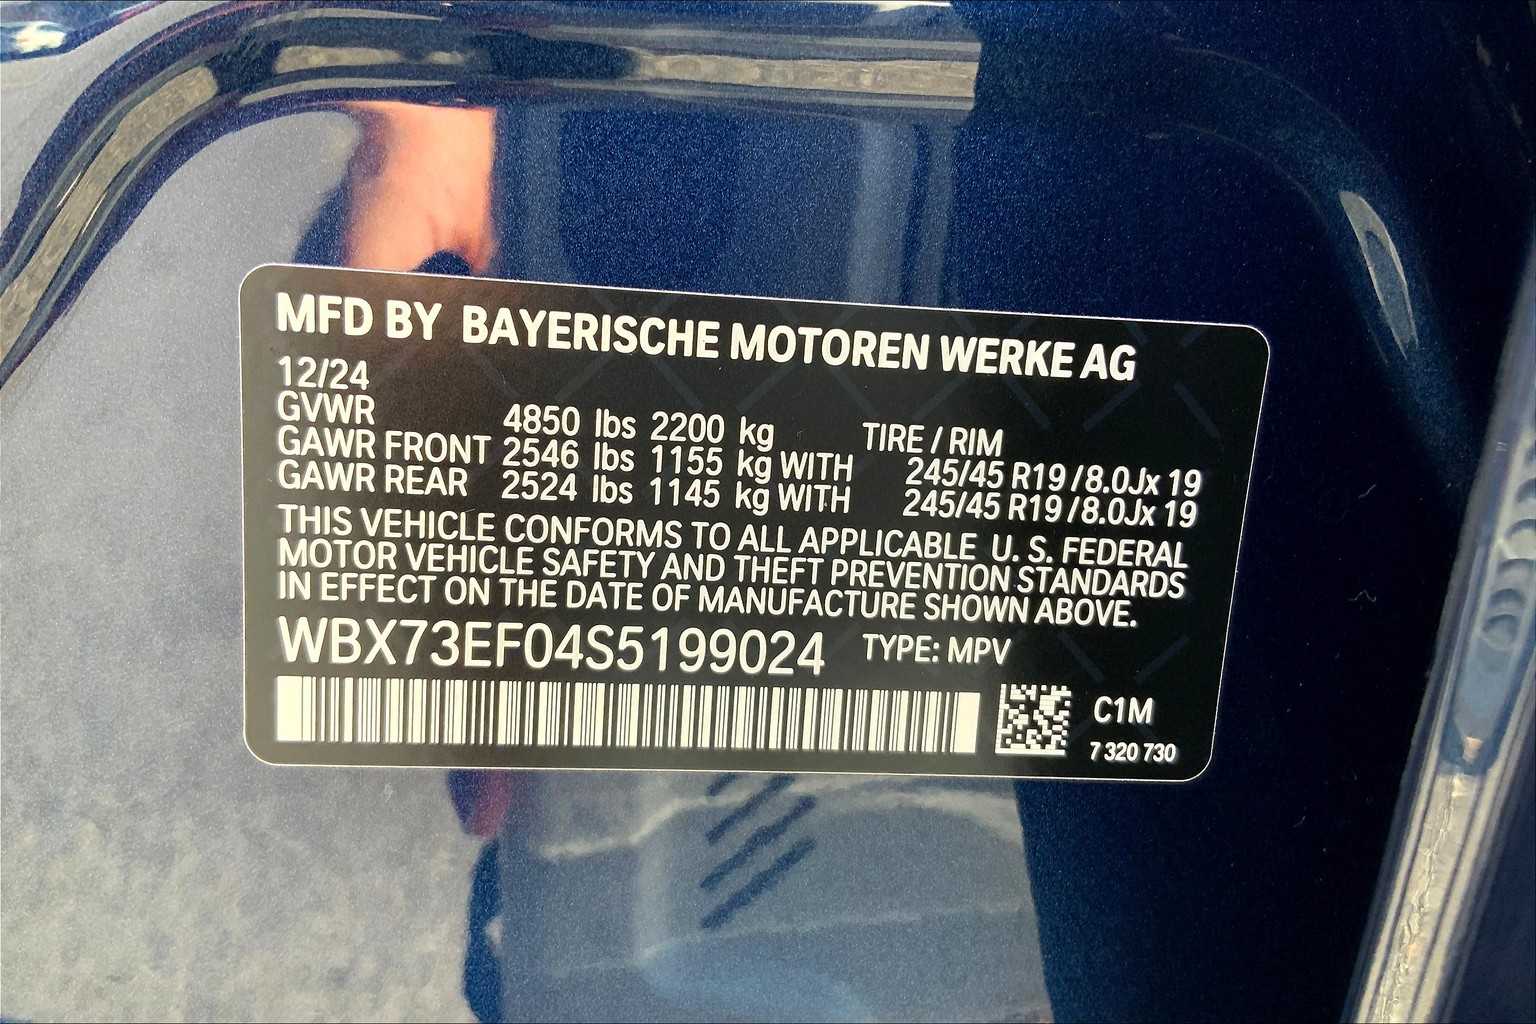 MFD BY BAYERISCHE MOTOREN WERKE AG
12/24
GVWR 4850 lbs 2200 kg TIRE / RIM
GAWR FRONT 2546 lbs 1155 kg WITH 245/45 R19 / 8.0Jx 19
GAWR REAR 2524 lbs 1145 kg WITH 245/45 R19 / 8.0Jx 19
THIS VEHICLE CONFORMS TO ALL APPLICABLE U. S. FEDERAL
MOTOR VEHICLE SAFETY AND THEFT PREVENTION STANDARDS
IN EFFECT ON THE DATE OF MANUFACTURE SHOWN ABOVE.
WBX73EF04S5199024 TYPE: MPV
C1M
7 320 730